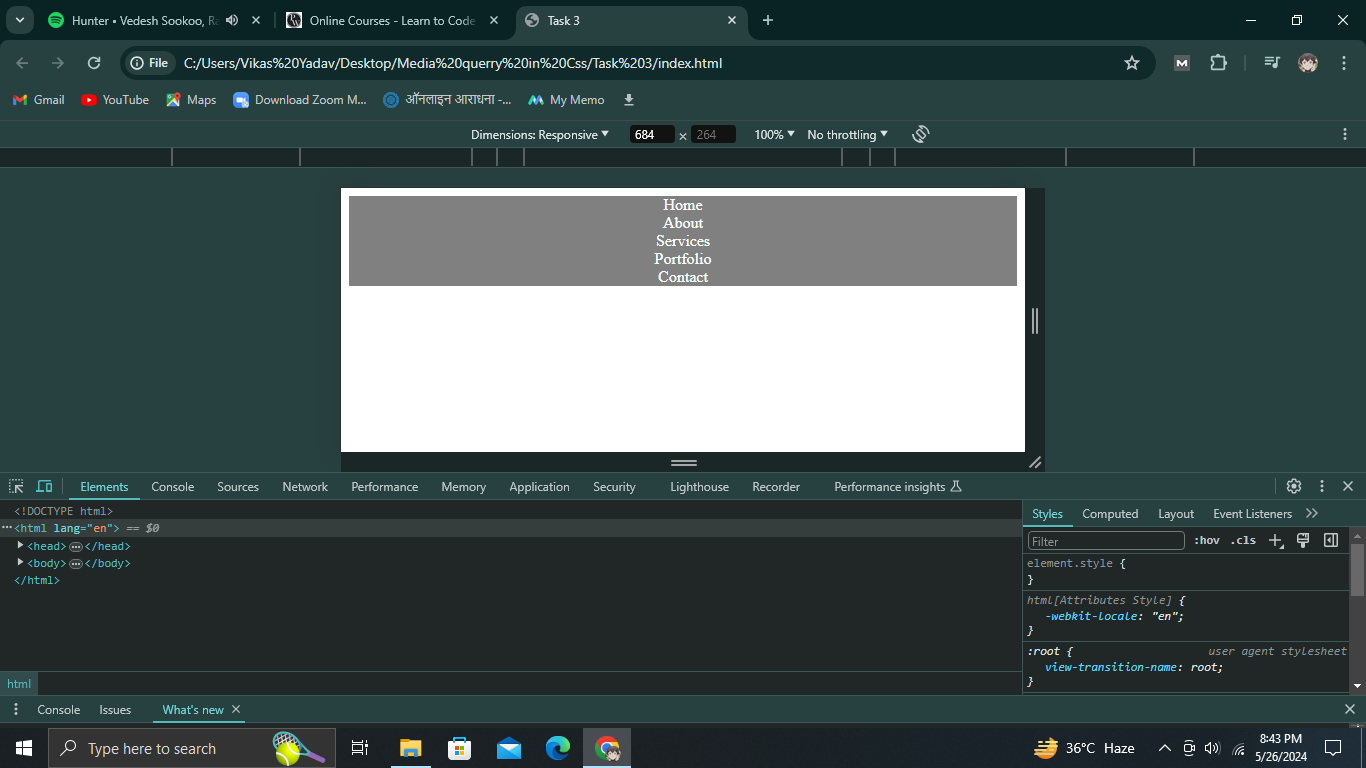 Hunter • Vedesh Sookoo, Ra
Online Courses - Learn to Code
Task 3
File
C:/Users/Vikas%20Yadav/Desktop/Media%20querry%20in%20Css/Task%203/index.html
M
Gmail
YouTube
Maps
Download Zoom M...
ऑनलाइन आराधना -...
My Memo
Dimensions: Responsive
684
×
264
100%
No throttling
Home
About
Services
Portfolio
Contact
Elements
Console
Sources
Network
Performance
Memory
Application
Security
Lighthouse
Recorder
Performance insights
<!DOCTYPE html>
<html lang="en"> == $0
<head> </head>
<body> </body>
</html>
html
Styles
Computed
Layout
Event Listeners
Filter
:hov
.cls
element.style {
}
html[Attributes Style] {
-webkit-locale: "en";
}
:root {
user agent stylesheet
view-transition-name: root;
}
Console
Issues
What's new
Type here to search
36°C Haze
8:43 PM
5/26/2024